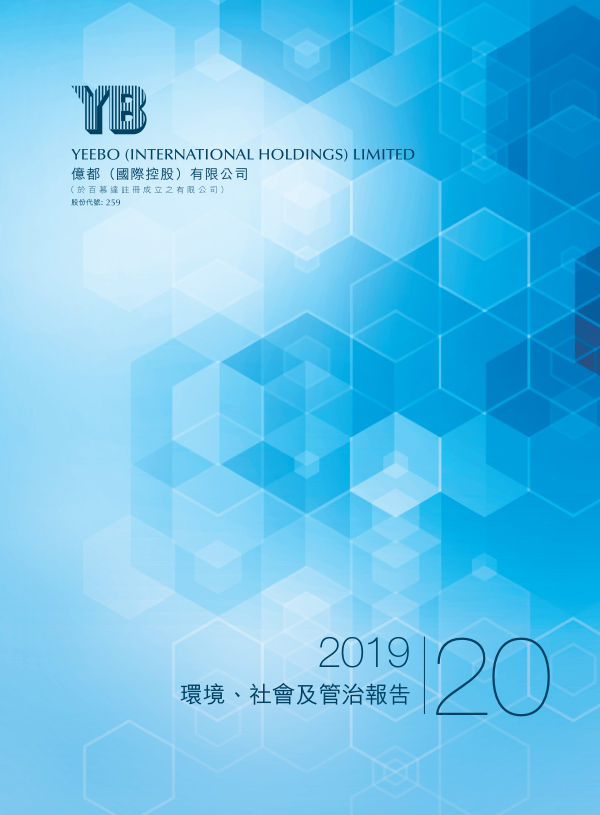 YB
YEEBO (INTERNATIONAL HOLDINGS) LIMITED
億都（國際控股）有限公司
（於百慕達註冊成立之有限公司）
股份代號: 259
2019
環境、社會及管治報告
20